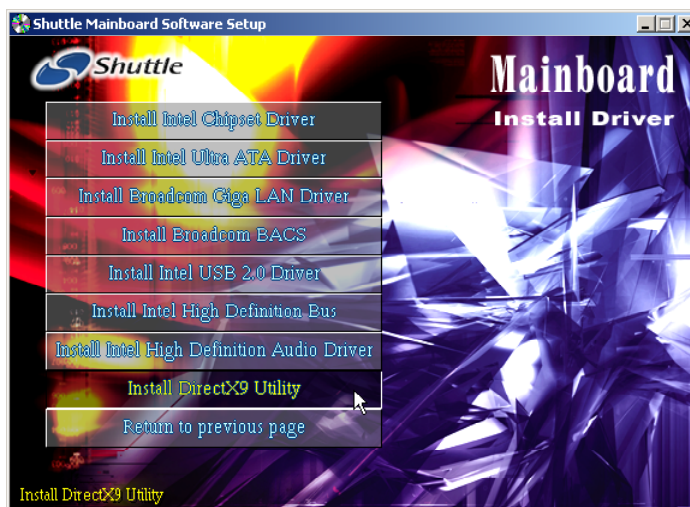 Shuttle Mainboard Software Setup
Shuttle
Mainboard
Install Driver
Install Intel Chipset Driver
Install Intel Ultra ATA Driver
Install Broadcom Giga LAN Driver
Install Broadcom BACS
Install Intel USB 2.0 Driver
Install Intel High Definition Bus
Install Intel High Definition Audio Driver
Install DirectX9 Utility
Return to previous page
Install DirectX9 Utility